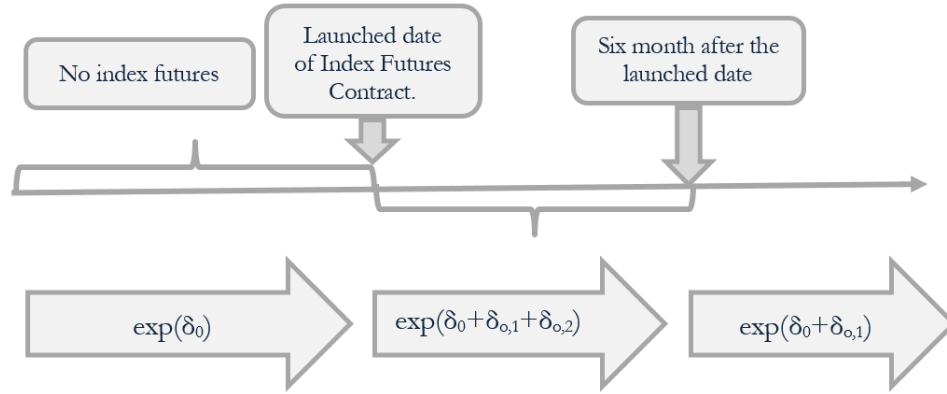 No index futures
Launched date
of Index Futures
Contract.
Six month after the
launched date
exp(δ₀)
exp(δ₀+δₒ,₁+δₒ,₂)
exp(δ₀+δₒ,₁)